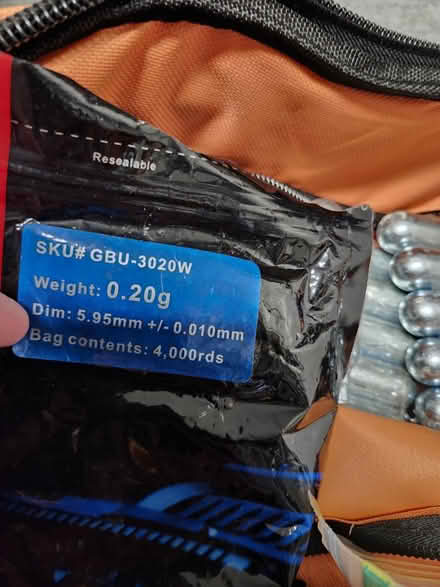 Resealable
SKU# GBU-3020W
Weight: 0.20g
Dim: 5.95mm +/- 0.010mm
Bag contents: 4,000rds